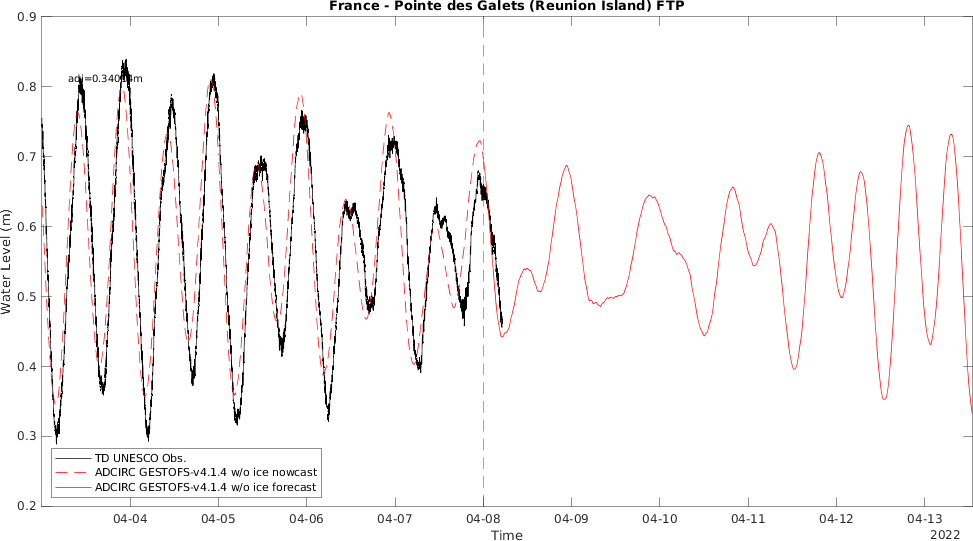 France - Pointe des Galets (Reunion Island) FTP
0.9
0.8
0.7
0.6
0.5
0.4
0.3
0.2
Water Level (m)
TD UNESCO Obs.
ADCIRC GESTOFS-v4.1.4 w/o ice nowcast
ADCIRC GESTOFS-v4.1.4 w/o ice forecast
04-04 04-05 04-06 04-07 04-08 04-09 04-10 04-11 04-12 04-13
Time
2022